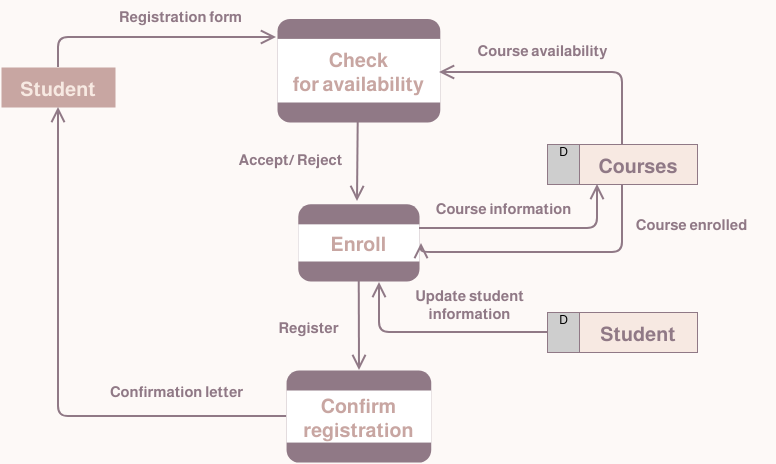 Registration form
Check
for availability
Course availability
Student
Accept/ Reject
D
Courses
Course information
Course enrolled
Enroll
Update student
information
D
Student
Register
Confirmation letter
Confirm
registration